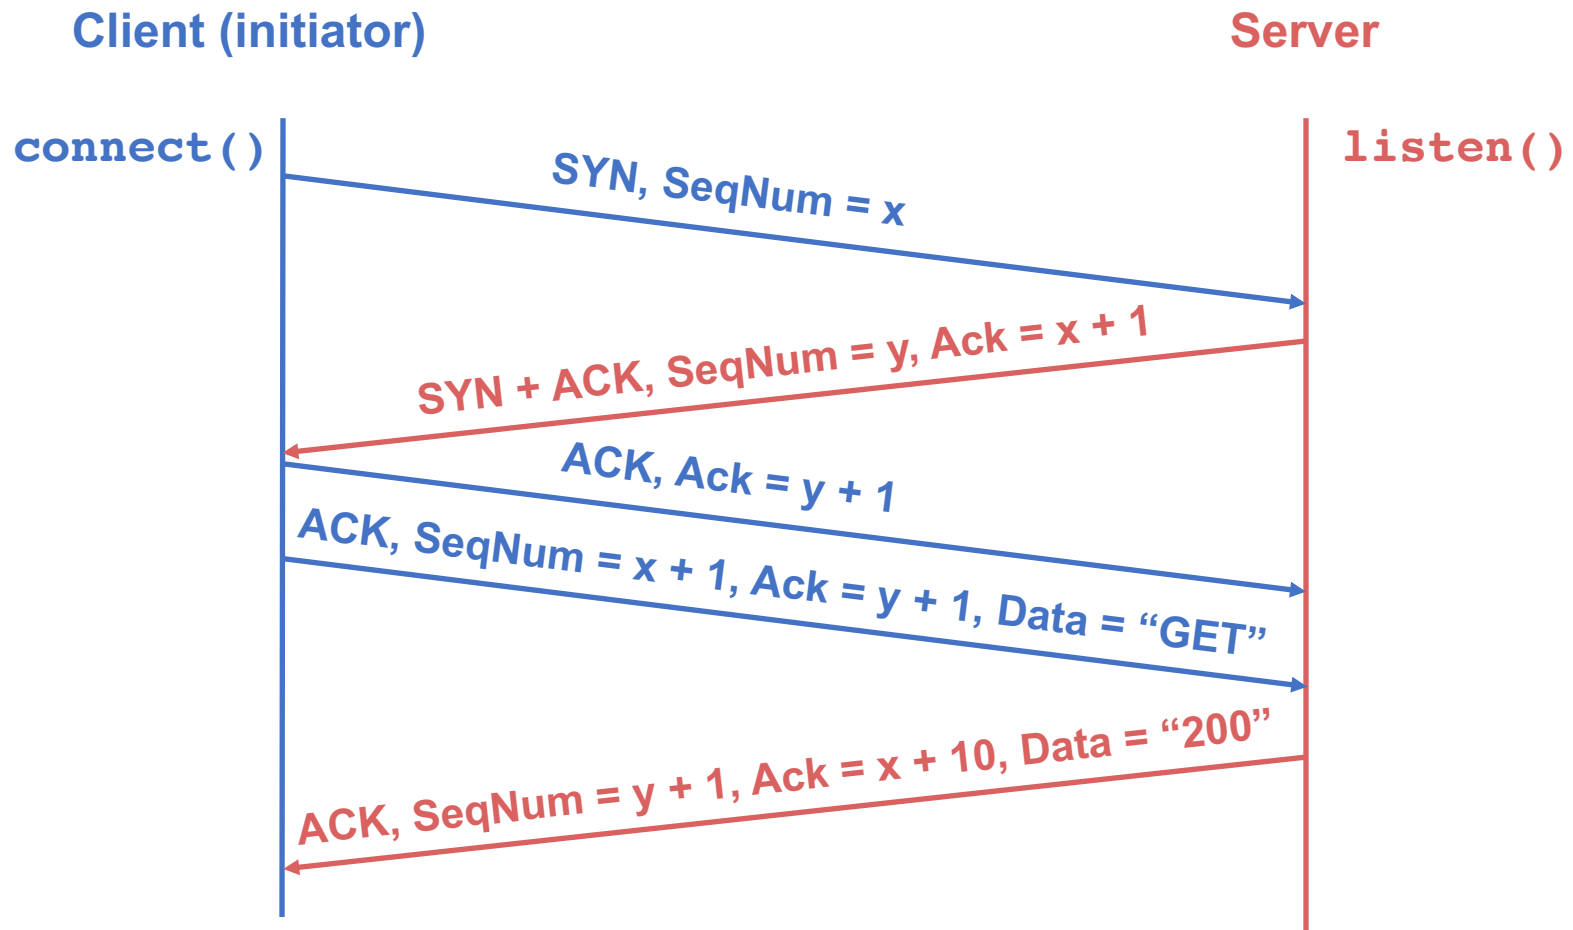 Client (initiator)
Server
connect()
listen()
SYN, SeqNum = x
SYN + ACK, SeqNum = y, Ack = x + 1
ACK, Ack = y + 1
ACK, SeqNum = x + 1, Ack = y + 1, Data = “GET”
ACK, SeqNum = y + 1, Ack = x + 10, Data = “200”